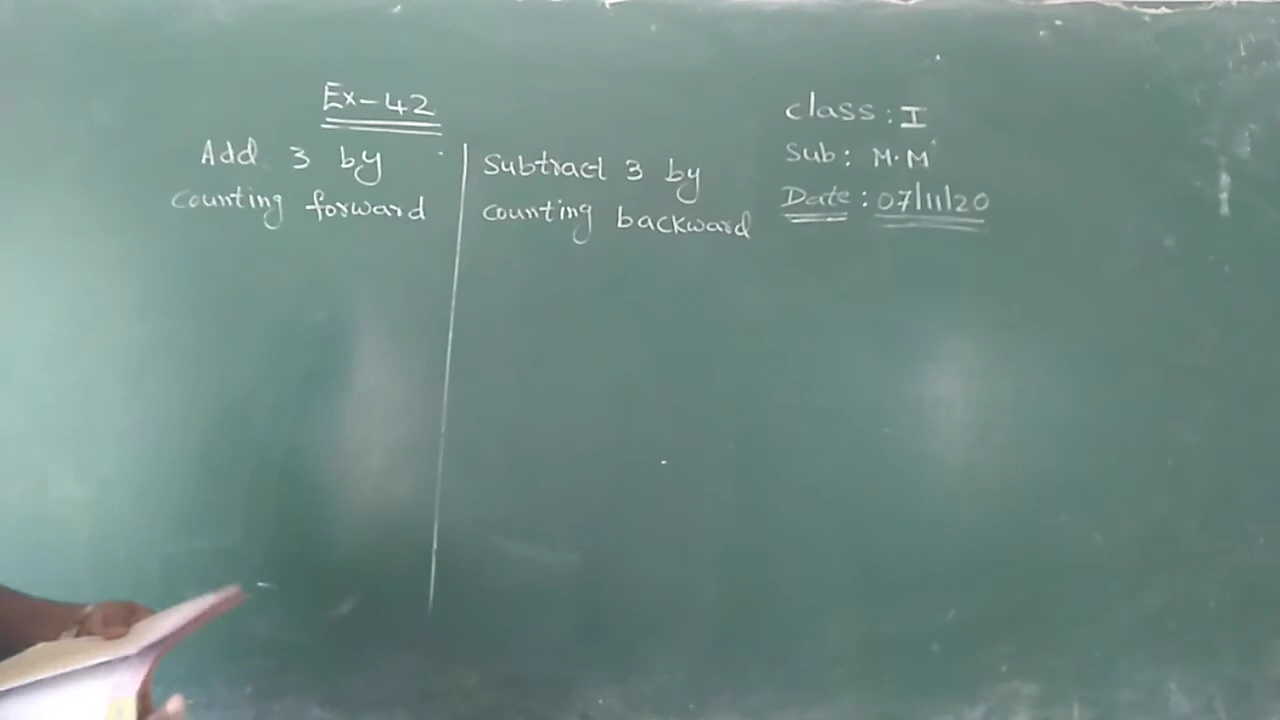 Ex-42
Add 3 by
counting forward
Subtract 3 by
counting backward
class: I
Sub: M.M
Date: 07/11/20